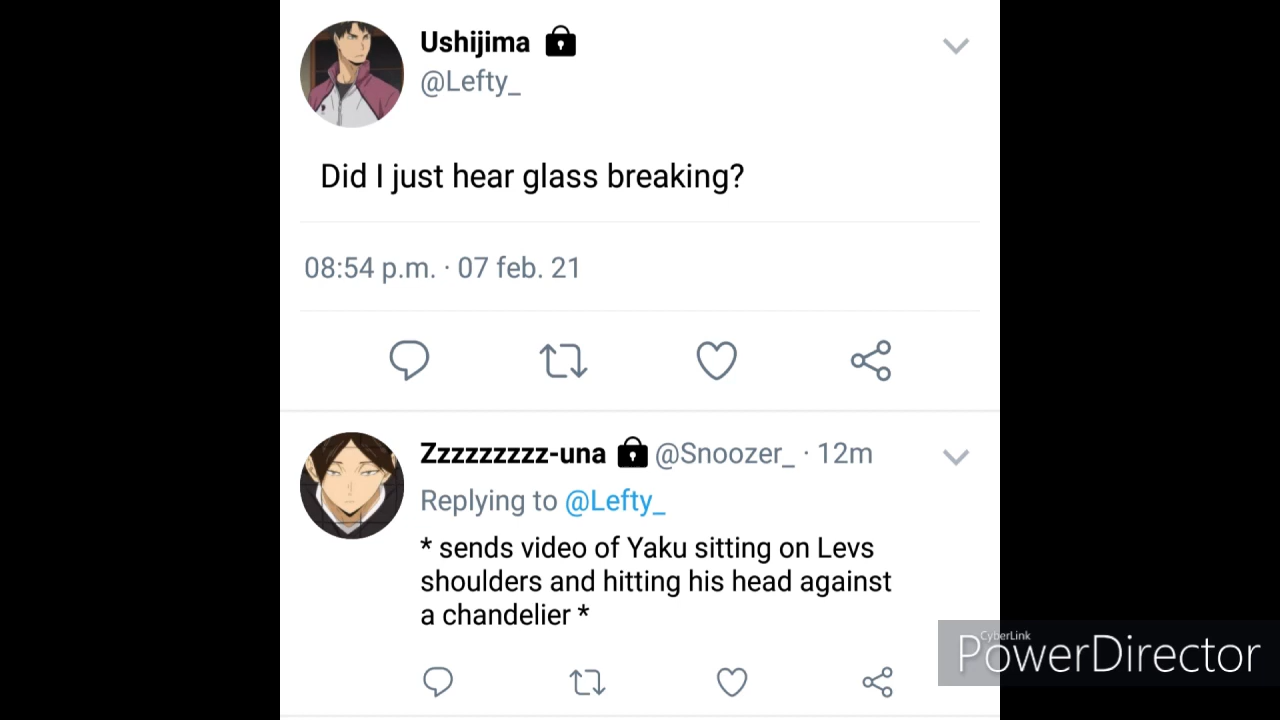 Ushijima
@Lefty_
Did I just hear glass breaking?
08:54 p.m. · 07 feb. 21
Zzzzzzzzz-una @Snoozer_ · 12m
Replying to @Lefty_
* sends video of Yaku sitting on Levs
shoulders and hitting his head against
a chandelier *
CyberLink
PowerDirector